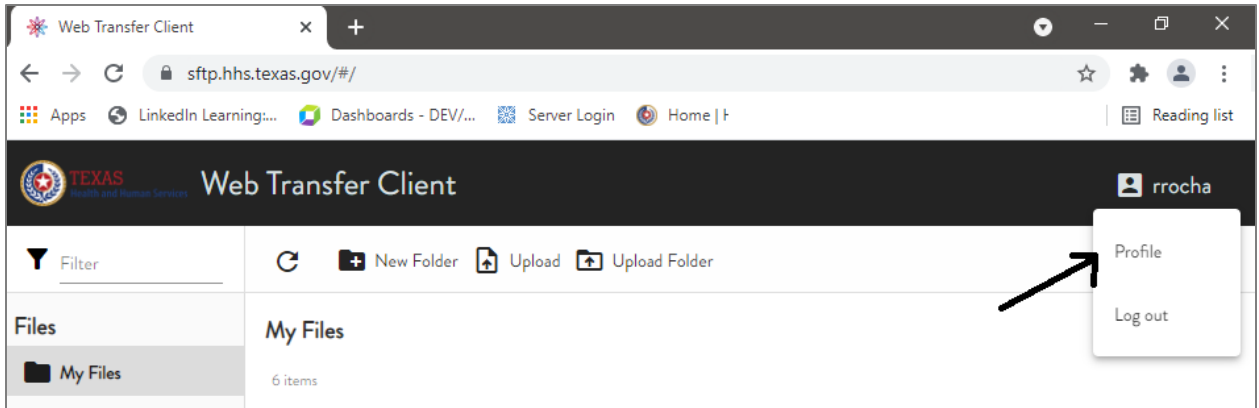 Web Transfer Client
sftp.hhs.texas.gov/#/
Apps LinkedIn Learning:... Dashboards - DEV/... Server Login Home | H Reading list
TEXAS
Health and Human Services
Web Transfer Client
rrocha
Profile
Log out
Filter
New Folder Upload Upload Folder
Files
My Files
My Files
6 items